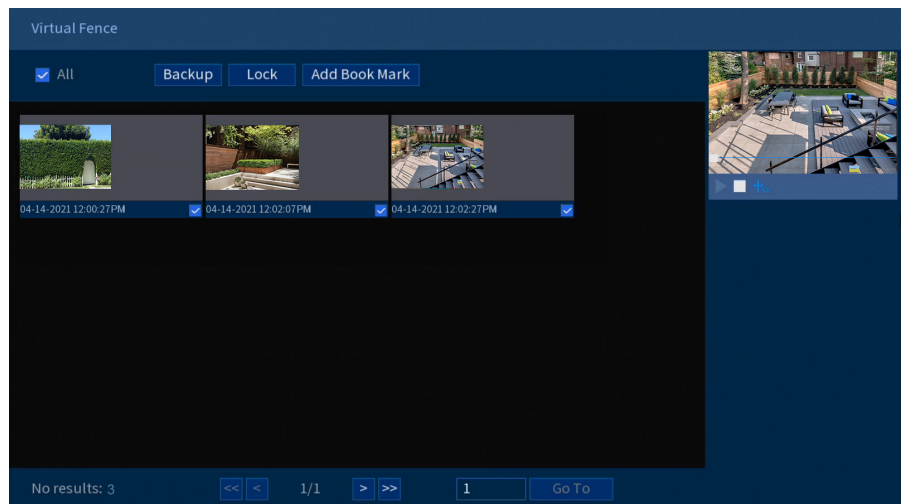 Virtual Fence
All
Backup
Lock
Add Book Mark
04-14-2021 12:00:27PM
04-14-2021 12:02:07PM
04-14-2021 12:02:27PM
No results: 3
<<
<
1/1
>
>>
1
Go To